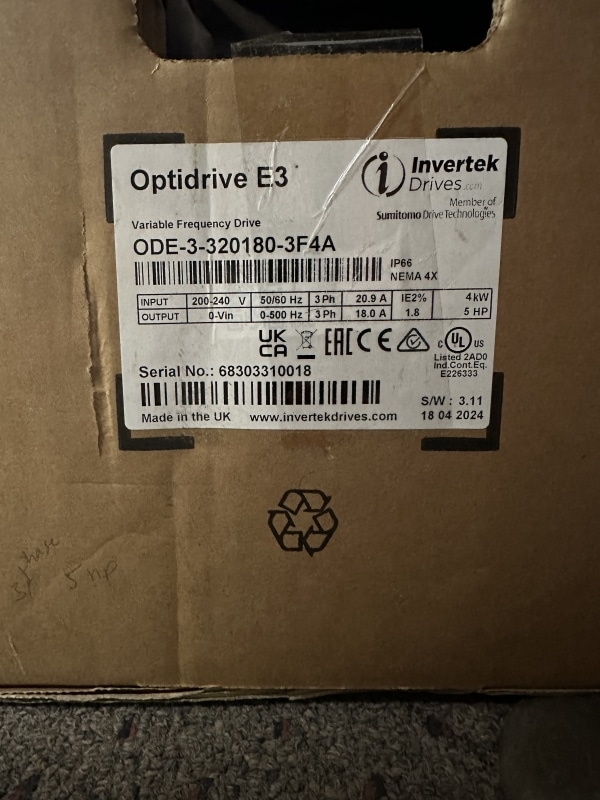 Optidrive E3
Invertek
Drives.com
Member of
Sumitomo Drive Technologies
Variable Frequency Drive
ODE-3-320180-3F4A
IP66
NEMA 4X
INPUT 200-240 V 50/60 Hz 3 Ph 20.9 A IE2% 4 kW
OUTPUT 0-Vin 0-500 Hz 3 Ph 18.0 A 1.8 5 HP
UK
CA EAC CE C UL US
Listed 2AD0
Ind.Cont.Eq.
E226333
Serial No.: 68303310018
S/W : 3.11
Made in the UK www.invertekdrives.com 18 04 2024
3 phase
5 hp